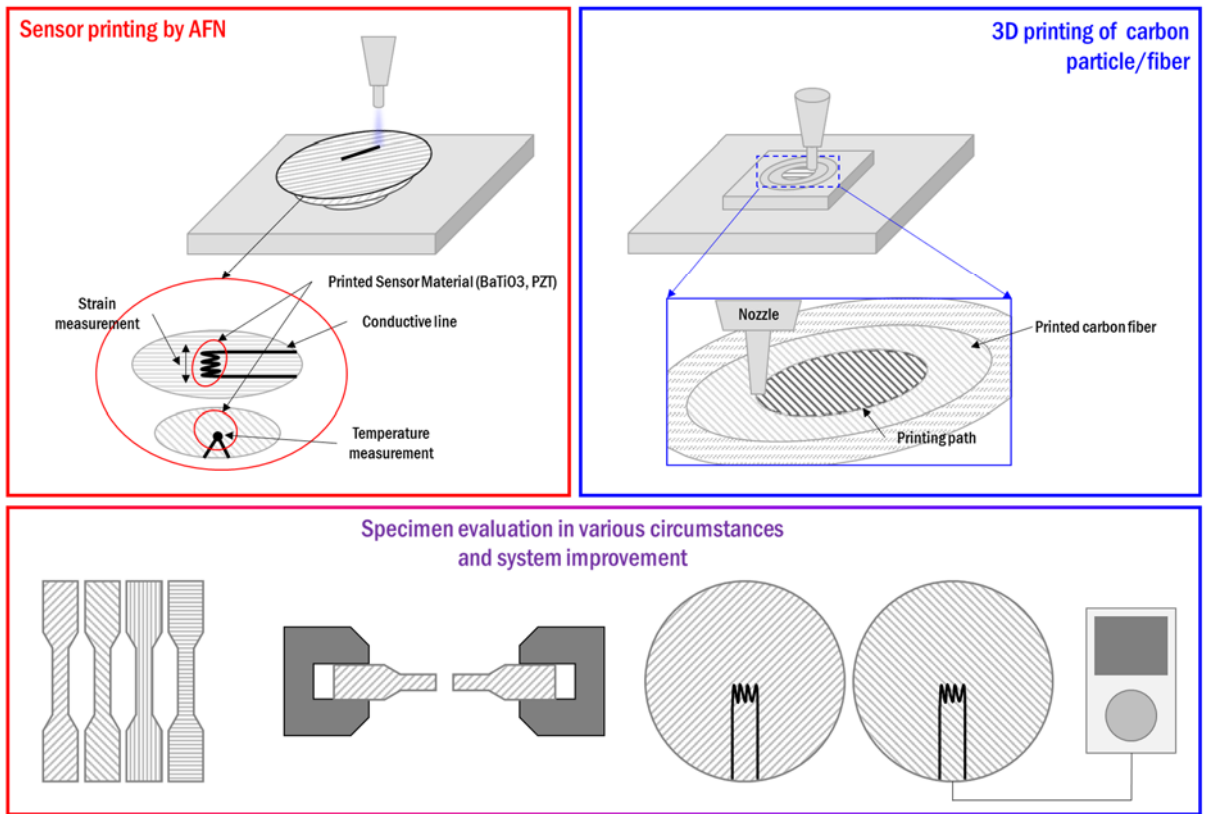 Sensor printing by AFN
3D printing of carbon
particle/fiber
Printed Sensor Material (BaTiO3, PZT)
Strain
measurement
Conductive line
Temperature
measurement
Nozzle
Printed carbon fiber
Printing path
Specimen evaluation in various circumstances
and system improvement